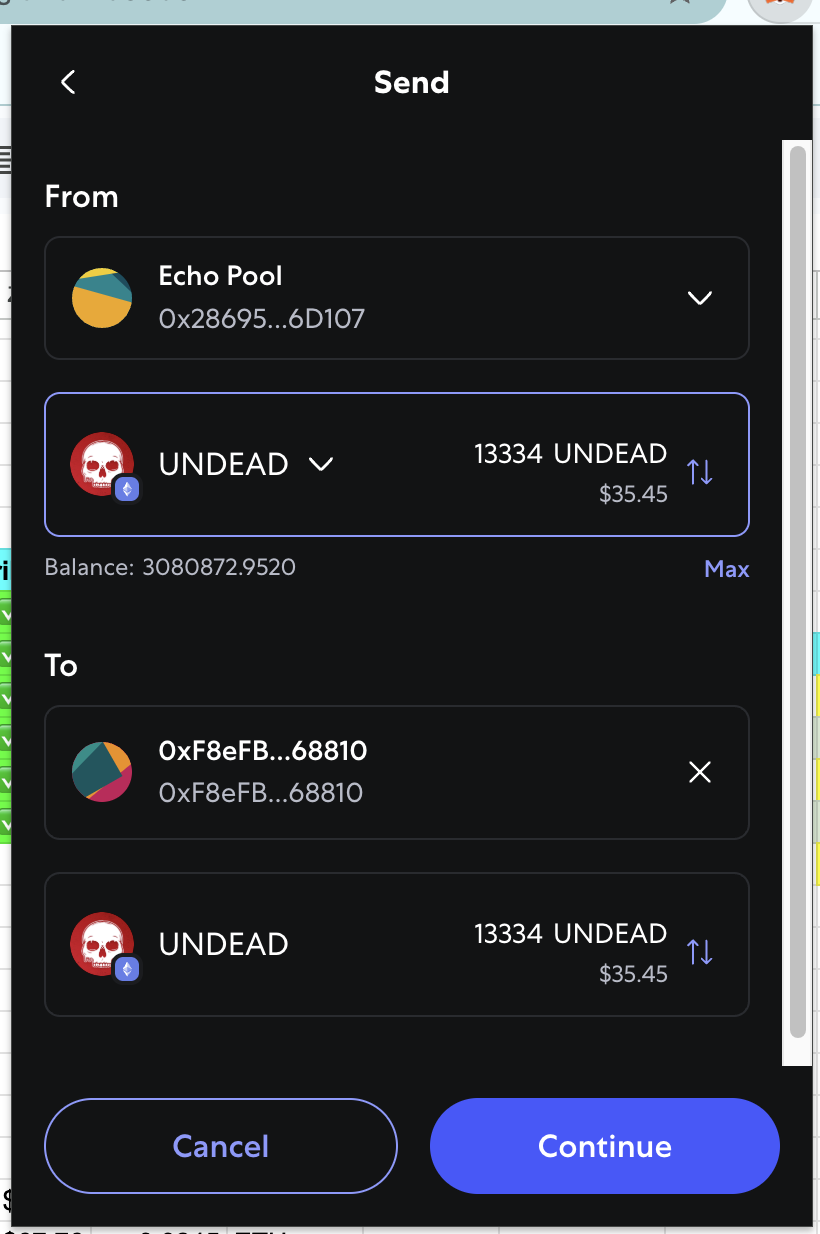 Send
From
Echo Pool
0x28695...6D107
UNDEAD
13334 UNDEAD
$35.45
Balance: 3080872.9520
Max
To
0xF8eFB...68810
0xF8eFB...68810
UNDEAD
13334 UNDEAD
$35.45
Cancel
Continue